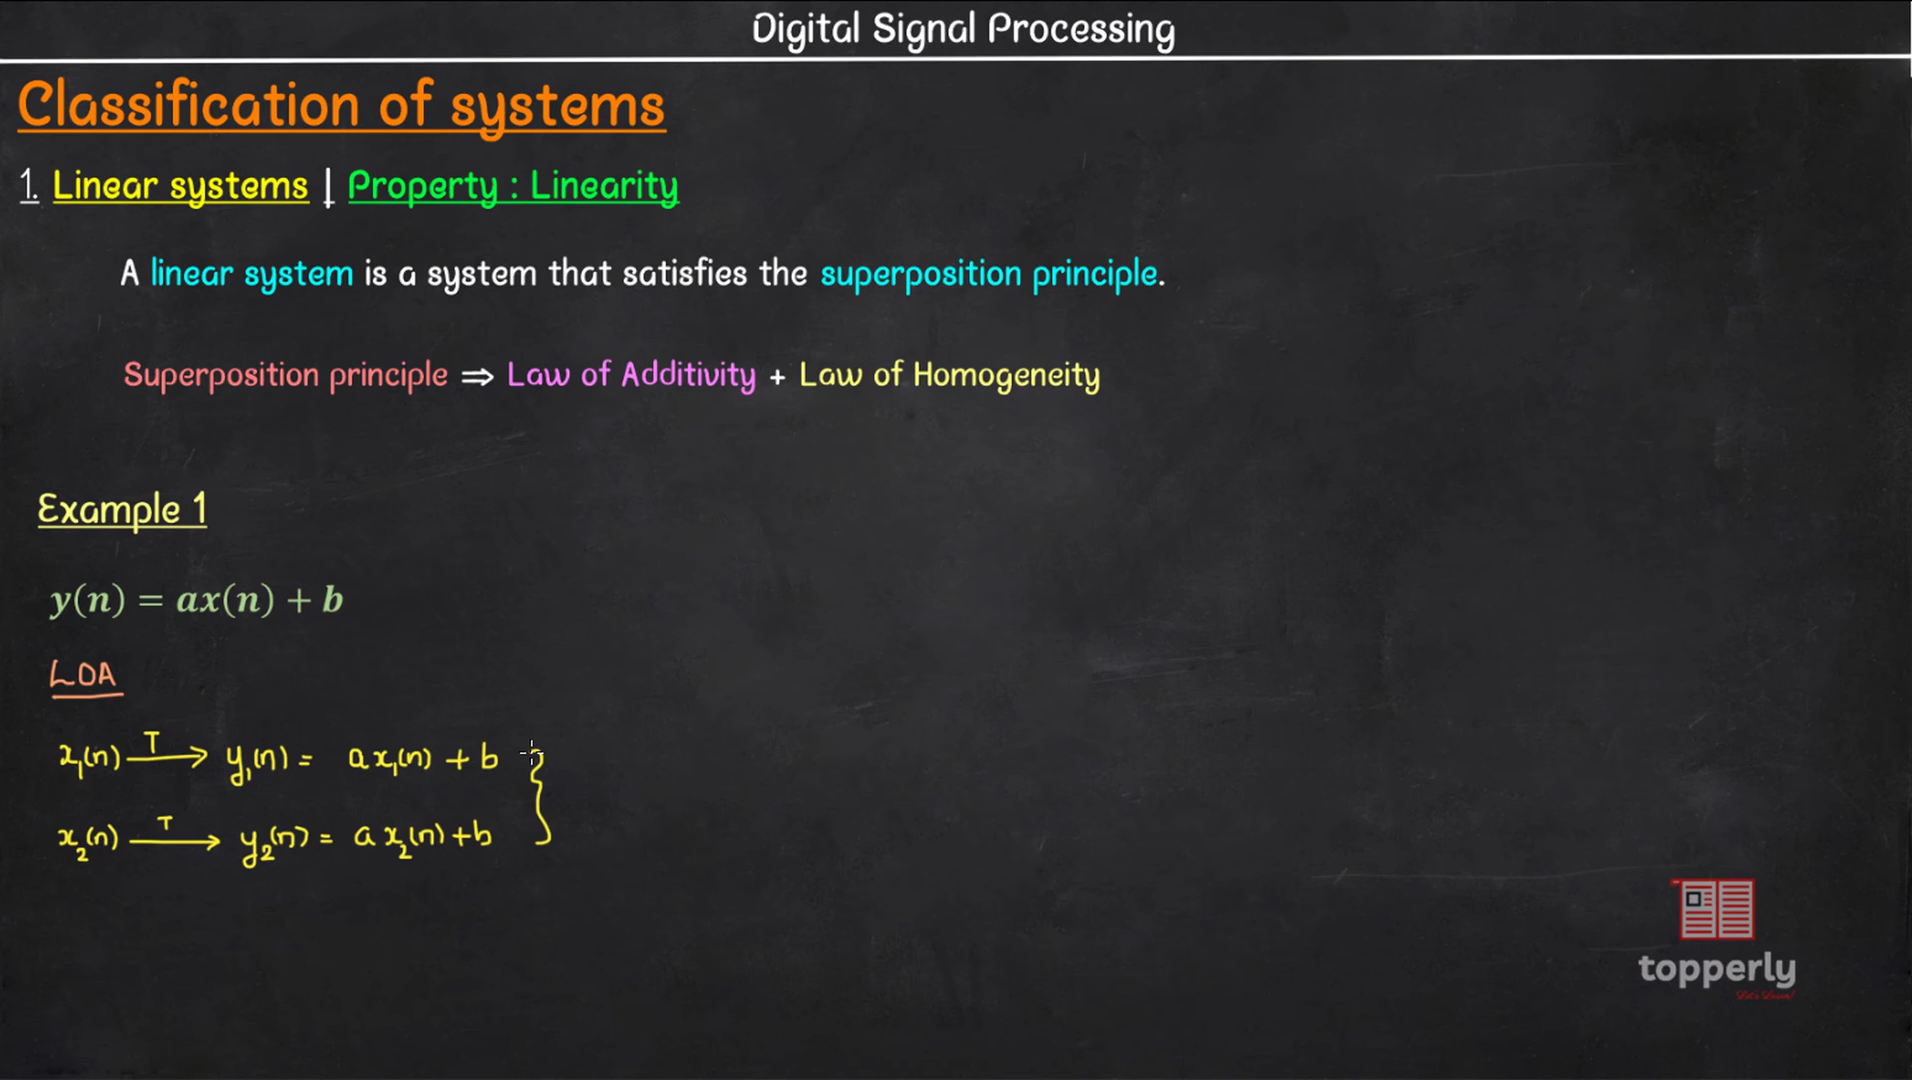 Digital Signal Processing
Classification of systems
1. Linear systems | Property : Linearity
A linear system is a system that satisfies the superposition principle.
Superposition principle ⇒ Law of Additivity + Law of Homogeneity
Example 1
y(n) = ax(n) + b
LOA
x₁(n) —T→ y₁(n) = ax₁(n) + b
x₂(n) —T→ y₂(n) = ax₂(n) + b
topperly
Let's Learn!